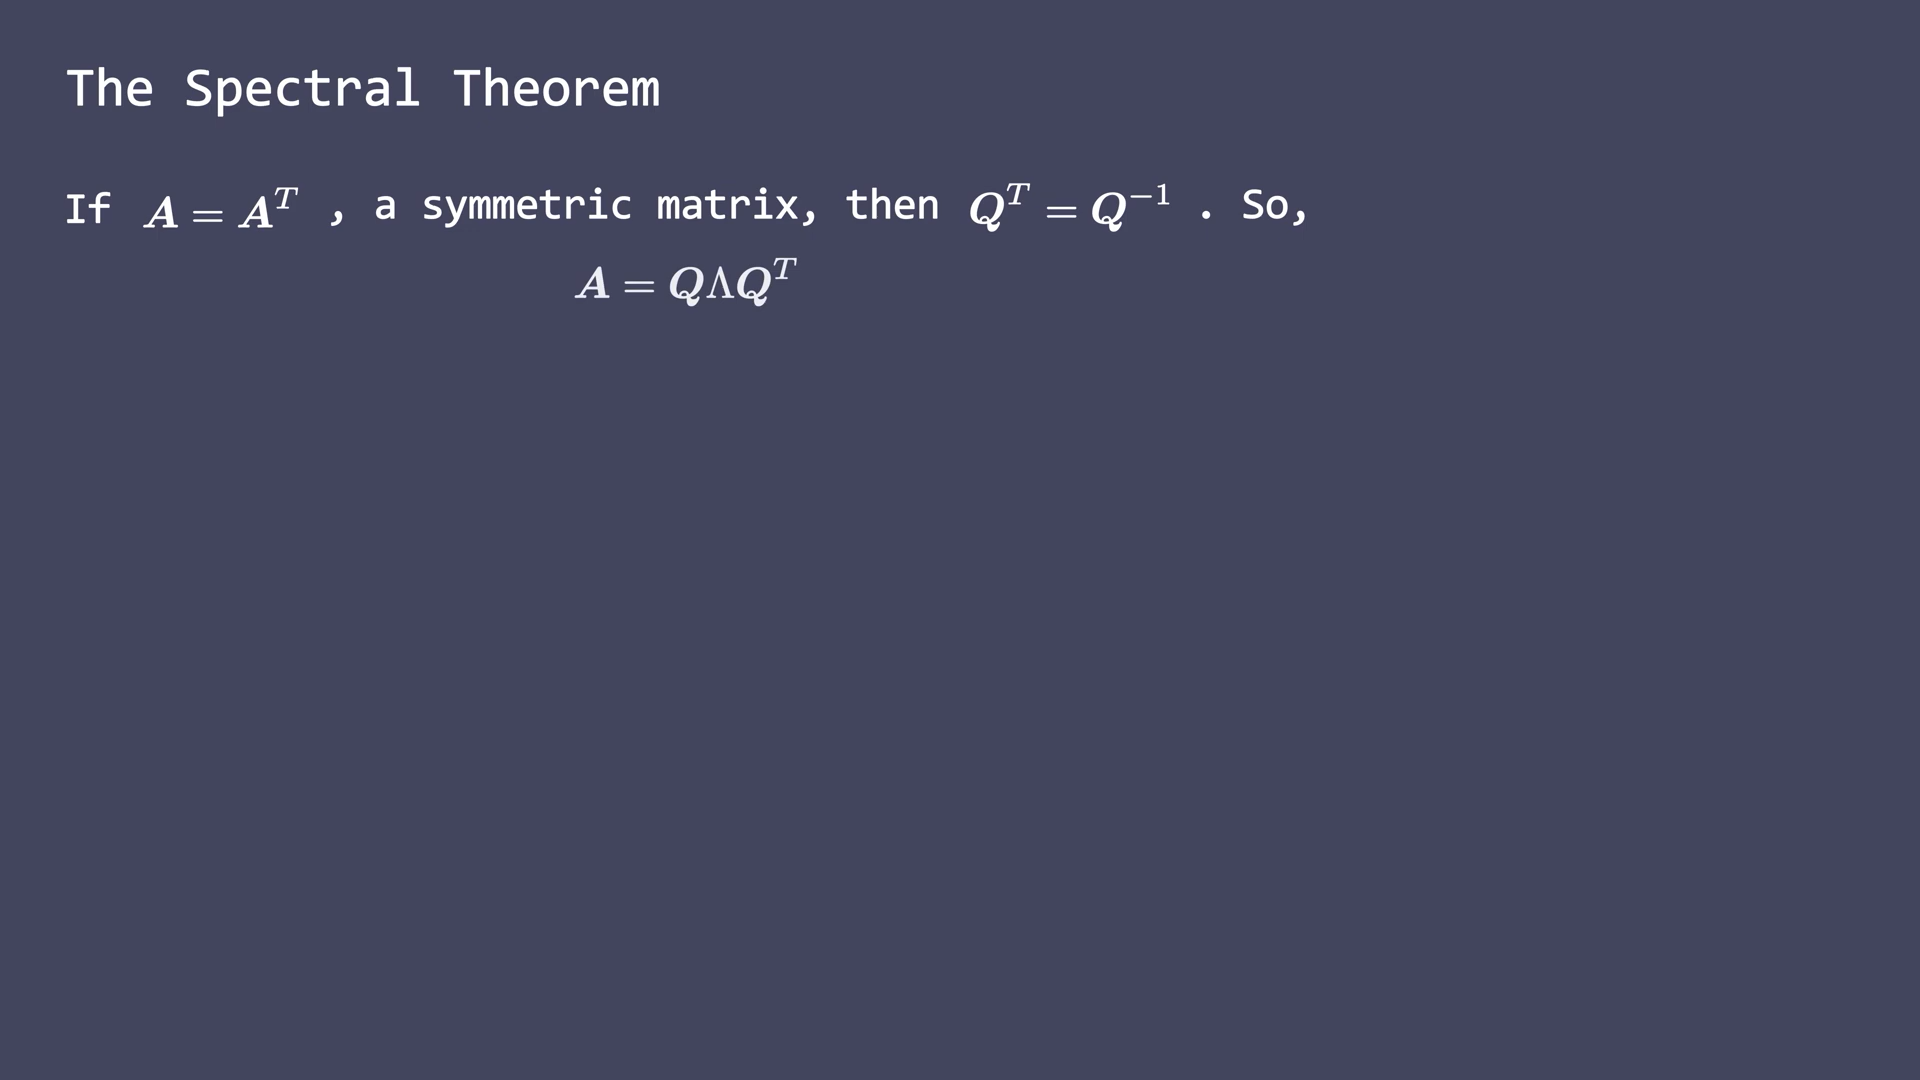 The Spectral Theorem
If A = A^T , a symmetric matrix, then Q^T = Q^{-1} . So,
A = QΛQ^T